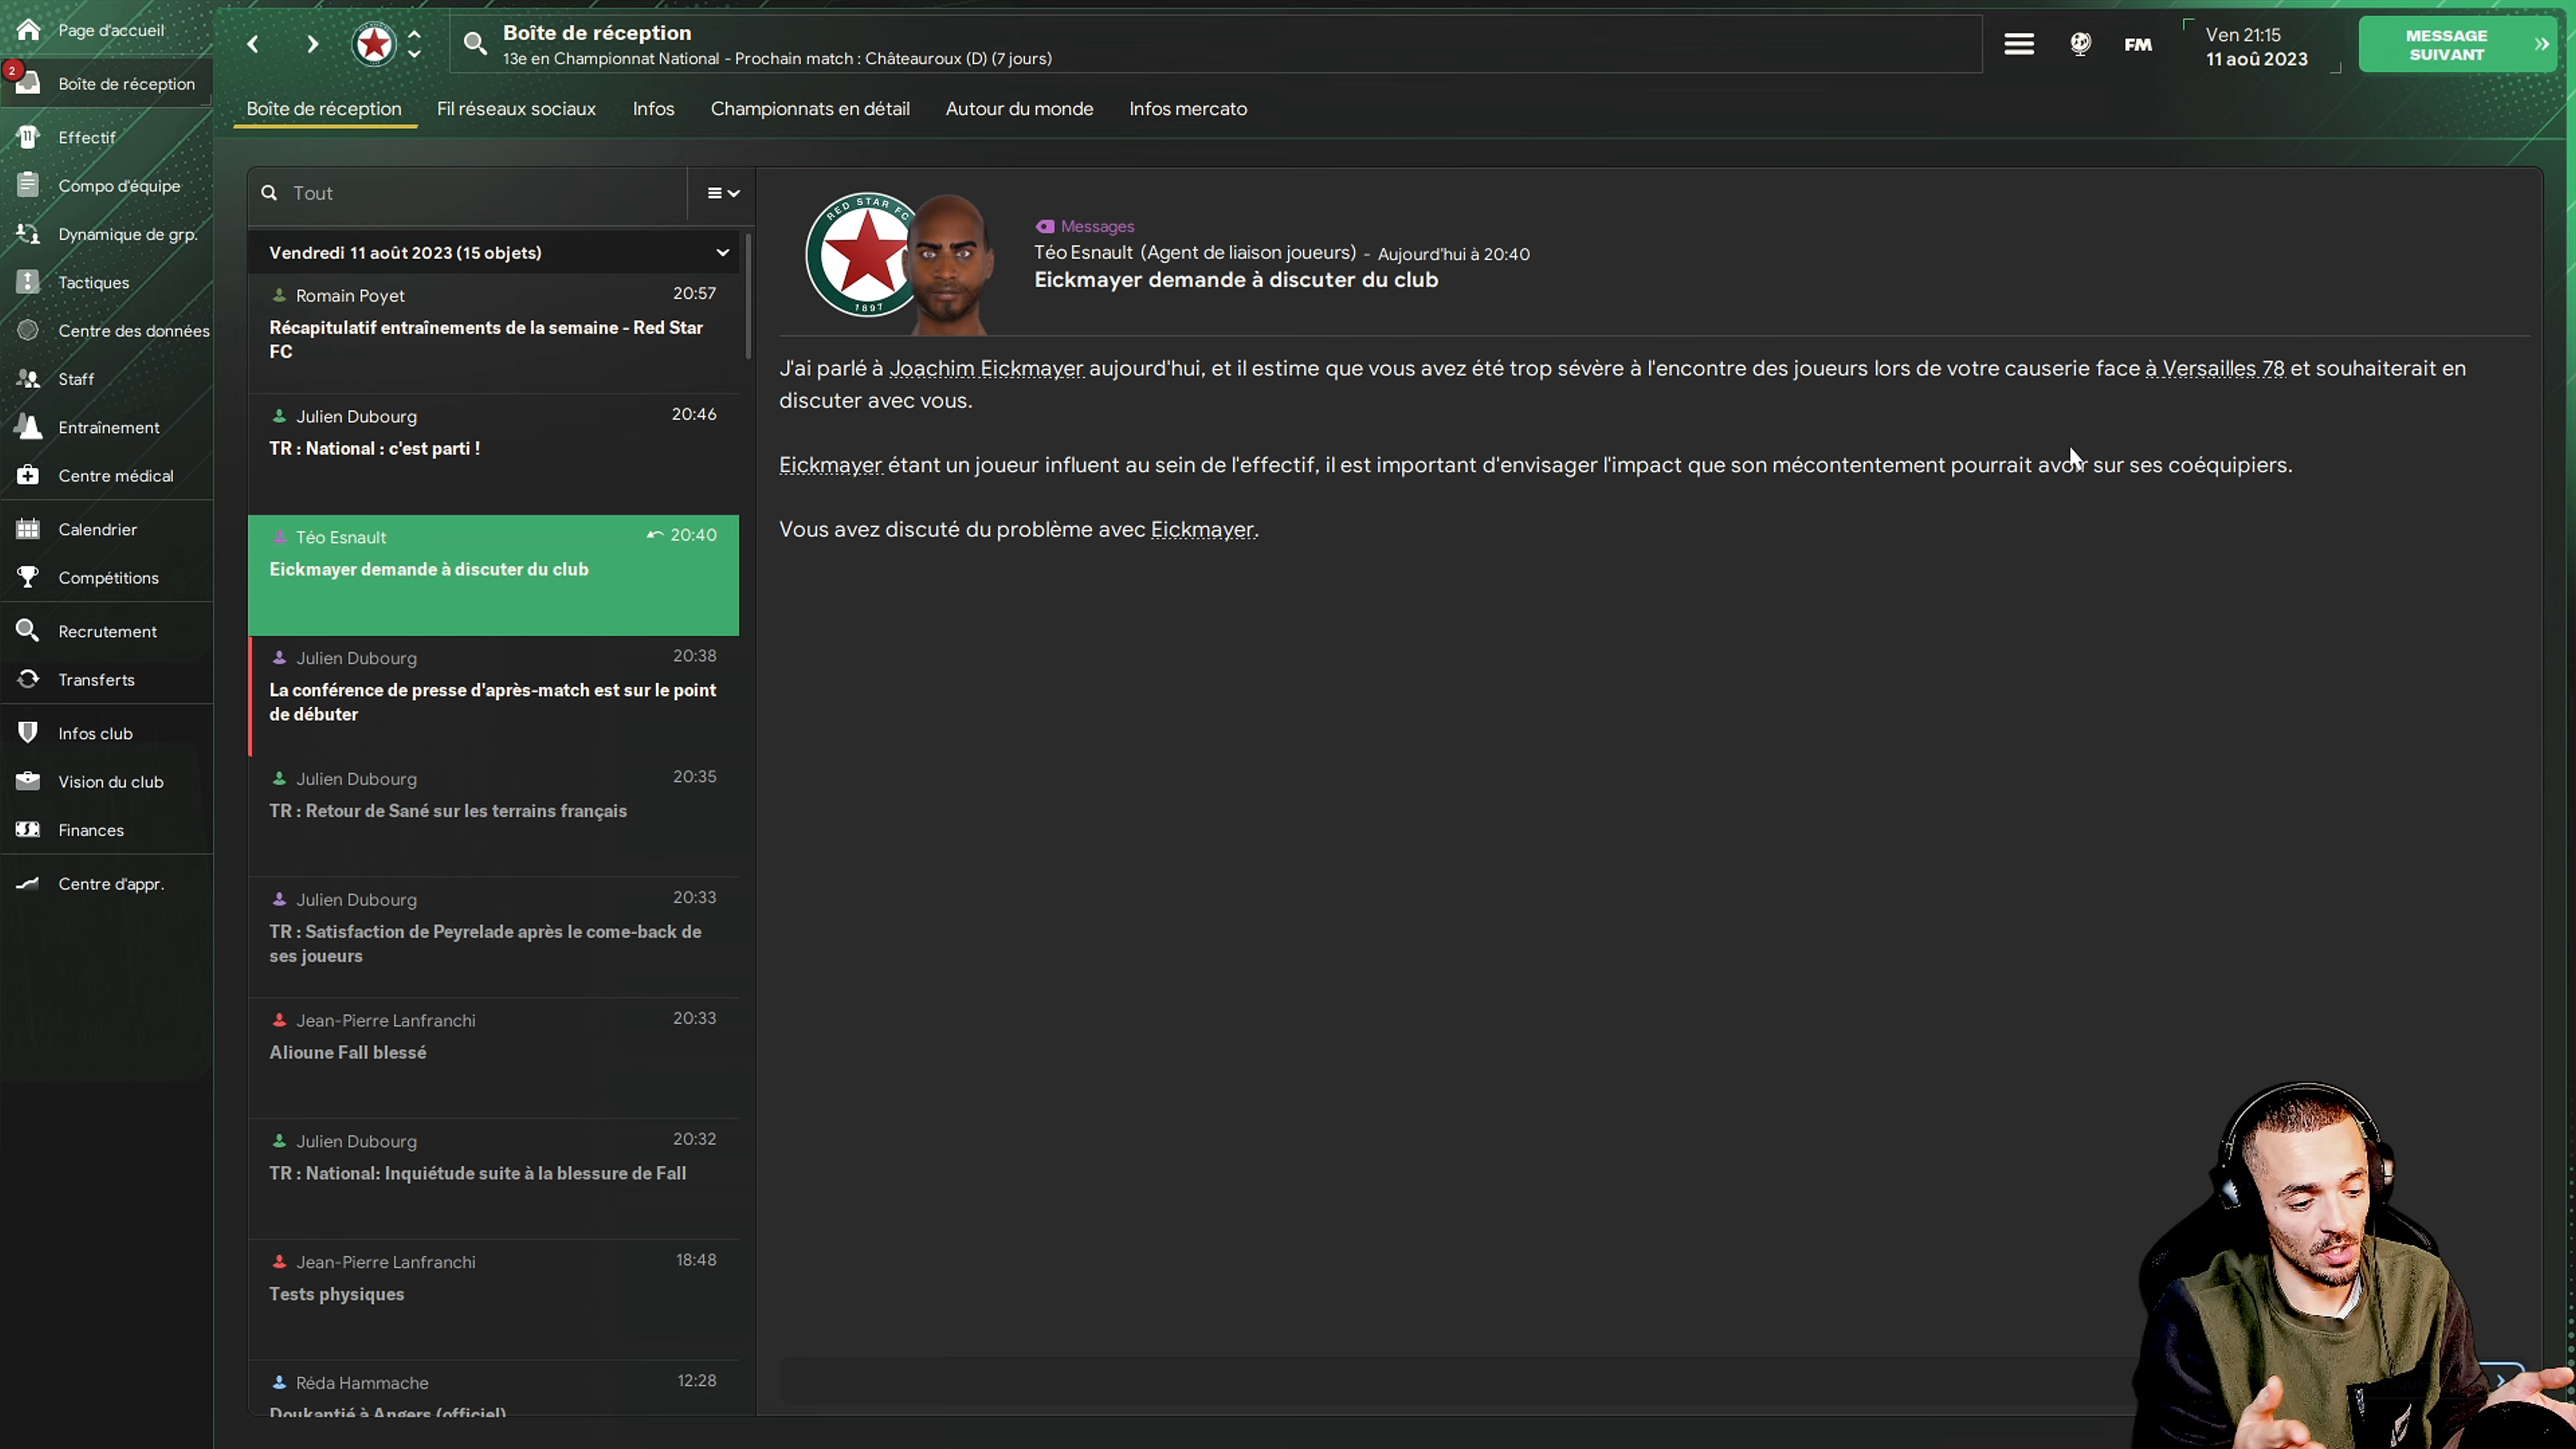 Page d'accueil
2
Boîte de réception
Effectif
Compo d'équipe
Dynamique de grp.
Tactiques
Centre des données
Staff
Entraînement
Centre médical
Calendrier
Compétitions
Recrutement
Transferts
Infos club
Vision du club
Finances
Centre d'appr.
Boîte de réception
13e en Championnat National - Prochain match : Châteauroux (D) (7 jours)
FM
Ven 21:15
11 aoû 2023
MESSAGE
SUIVANT
Boîte de réception
Fil réseaux sociaux
Infos
Championnats en détail
Autour du monde
Infos mercato
Tout
Vendredi 11 août 2023 (15 objets)
Romain Poyet 20:57
Récapitulatif entraînements de la semaine - Red Star
FC
Julien Dubourg 20:46
TR : National : c'est parti !
Téo Esnault 20:40
Eickmayer demande à discuter du club
Julien Dubourg 20:38
La conférence de presse d'après-match est sur le point
de débuter
Julien Dubourg 20:35
TR : Retour de Sané sur les terrains français
Julien Dubourg 20:33
TR : Satisfaction de Peyrelade après le come-back de
ses joueurs
Jean-Pierre Lanfranchi 20:33
Alioune Fall blessé
Julien Dubourg 20:32
TR : National: Inquiétude suite à la blessure de Fall
Jean-Pierre Lanfranchi 18:48
Tests physiques
Réda Hammache 12:28
Doukantié à Angers (officiel)
RED STAR FC
1897
Messages
Téo Esnault (Agent de liaison joueurs) - Aujourd'hui à 20:40
Eickmayer demande à discuter du club
J'ai parlé à Joachim Eickmayer aujourd'hui, et il estime que vous avez été trop sévère à l'encontre des joueurs lors de votre causerie face à Versailles 78 et souhaiterait en
discuter avec vous.
Eickmayer étant un joueur influent au sein de l'effectif, il est important d'envisager l'impact que son mécontentement pourrait avoir sur ses coéquipiers.
Vous avez discuté du problème avec Eickmayer.